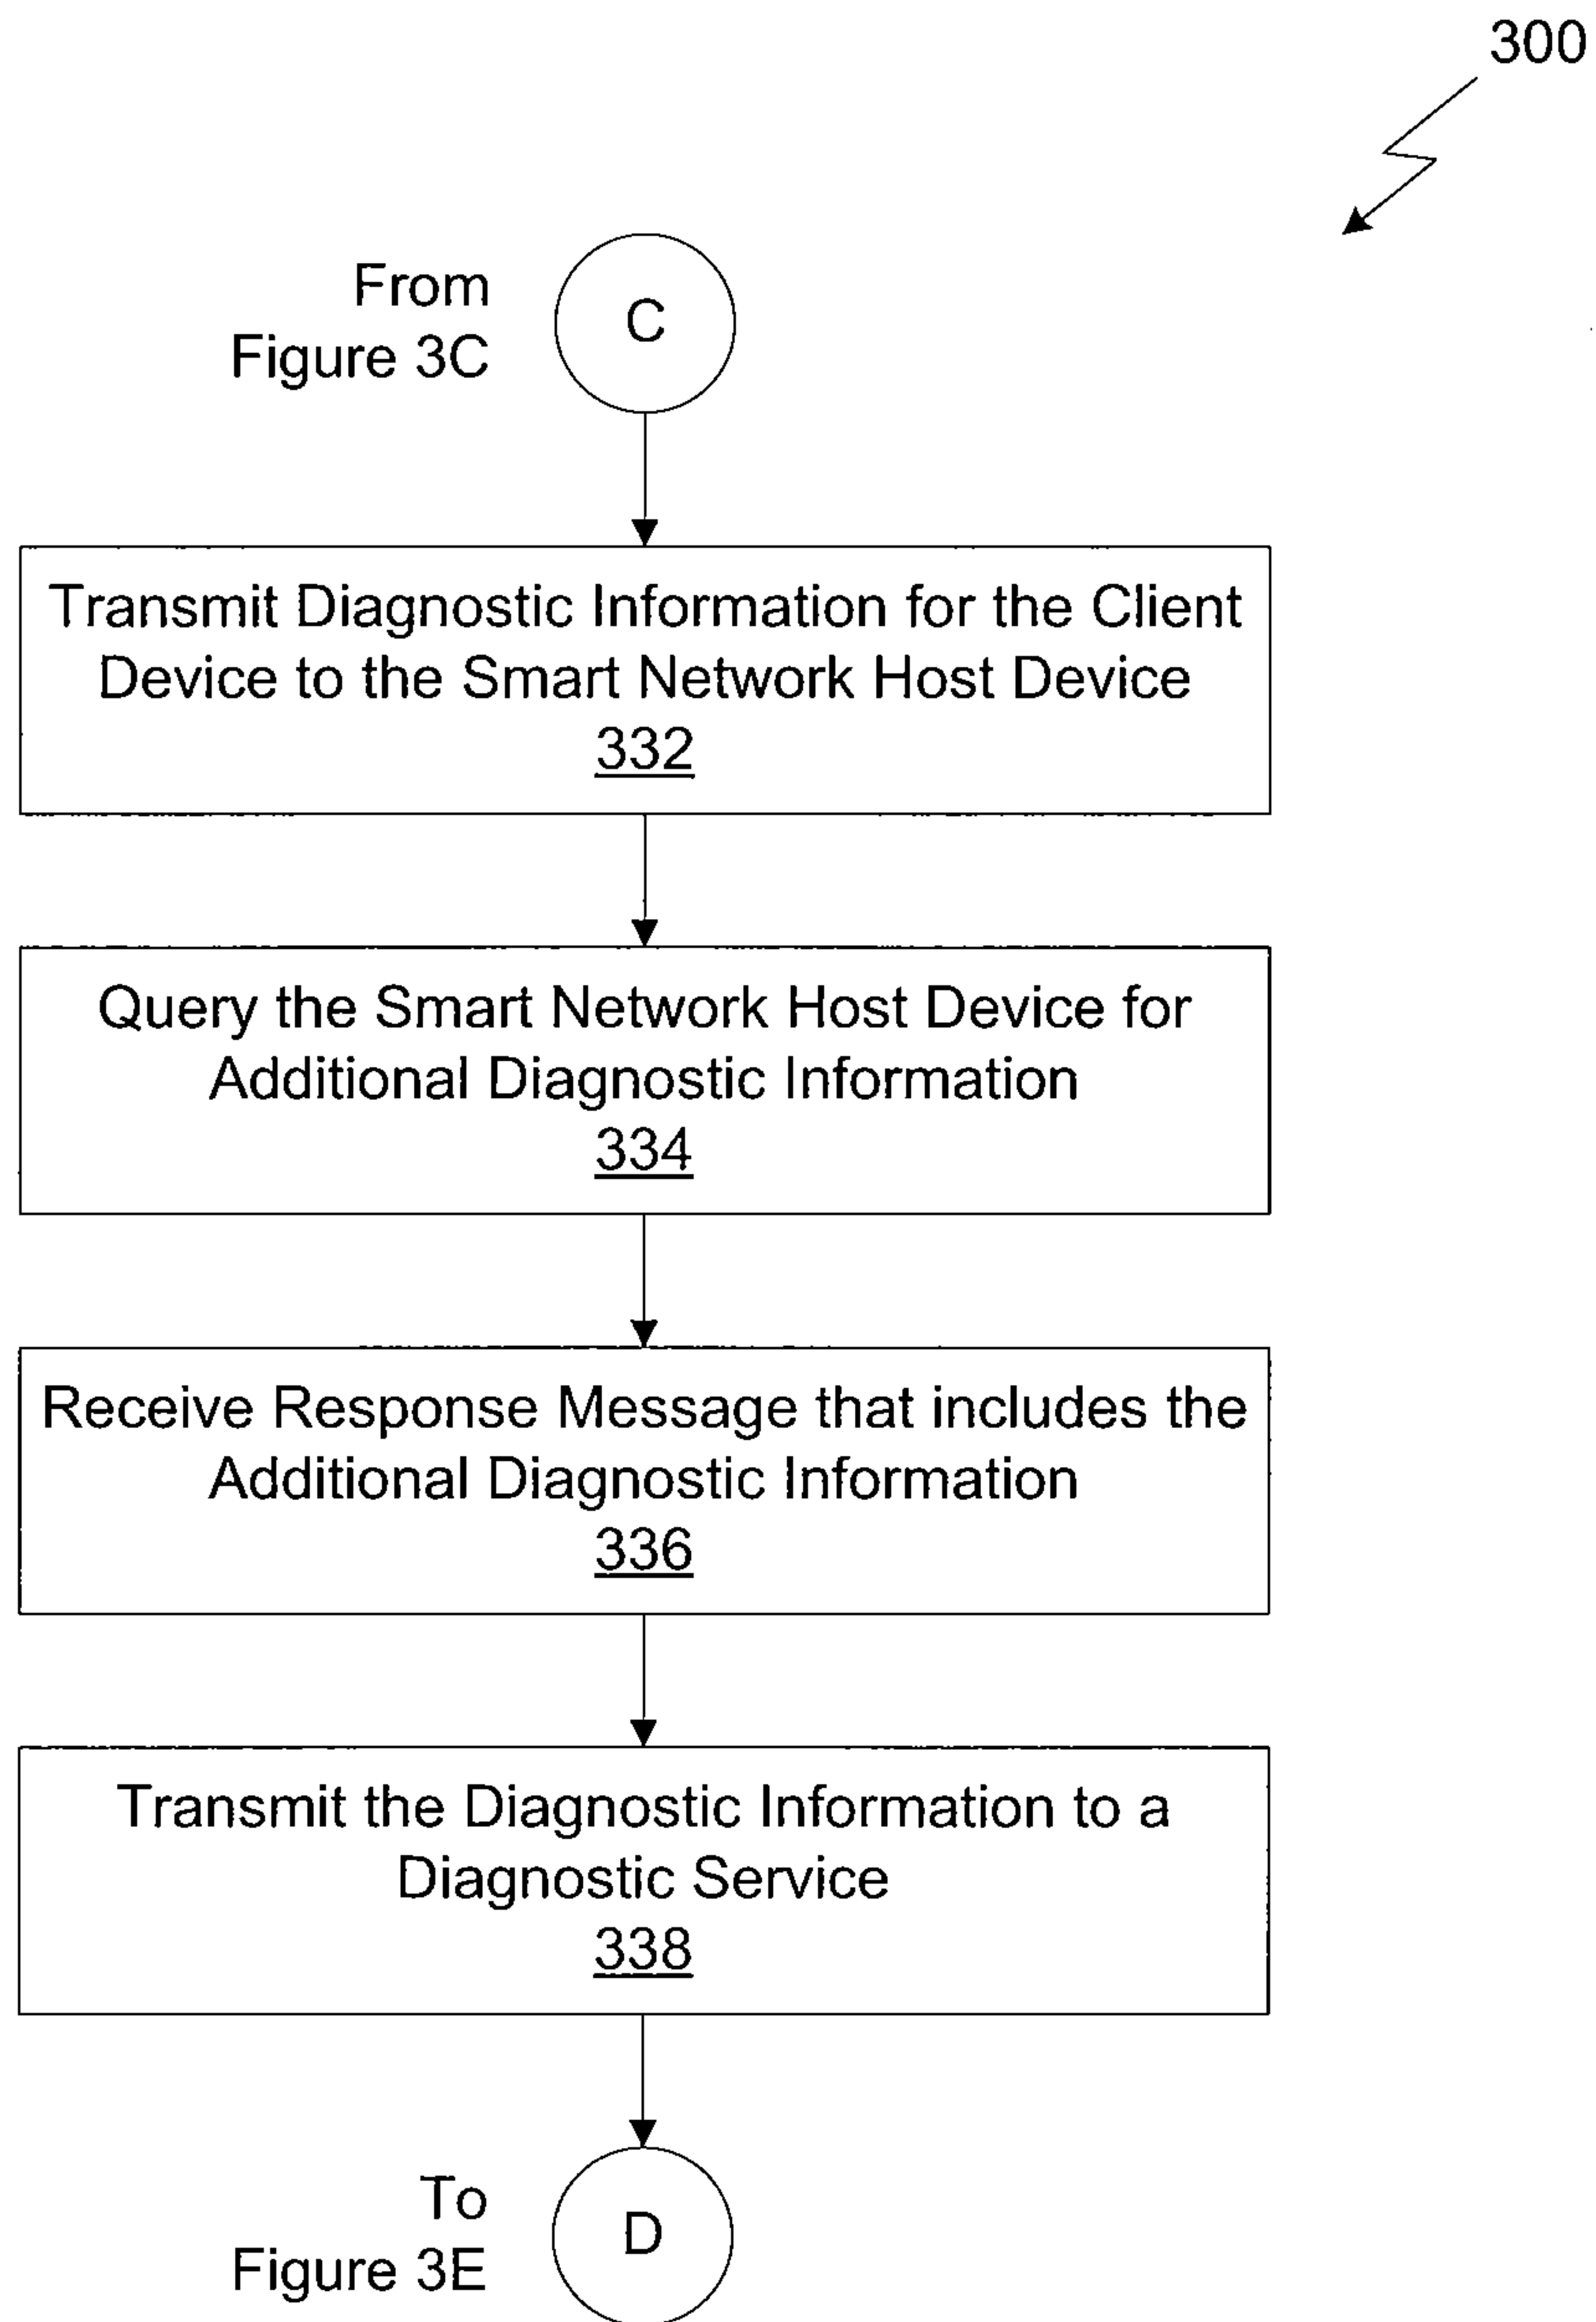 300
From
Figure 3C
C
Transmit Diagnostic Information for the Client
Device to the Smart Network Host Device
332
Query the Smart Network Host Device for
Additional Diagnostic Information
334
Receive Response Message that includes the
Additional Diagnostic Information
336
Transmit the Diagnostic Information to a
Diagnostic Service
338
To
Figure 3E
D